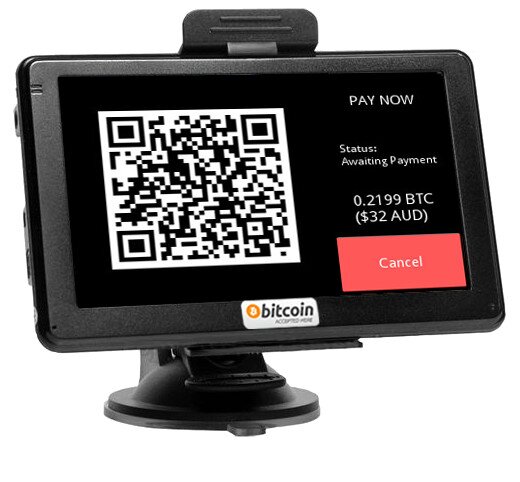 PAY NOW
Status:
Awaiting Payment
0.2199 BTC
($32 AUD)
Cancel
bitcoin
ACCEPTED HERE